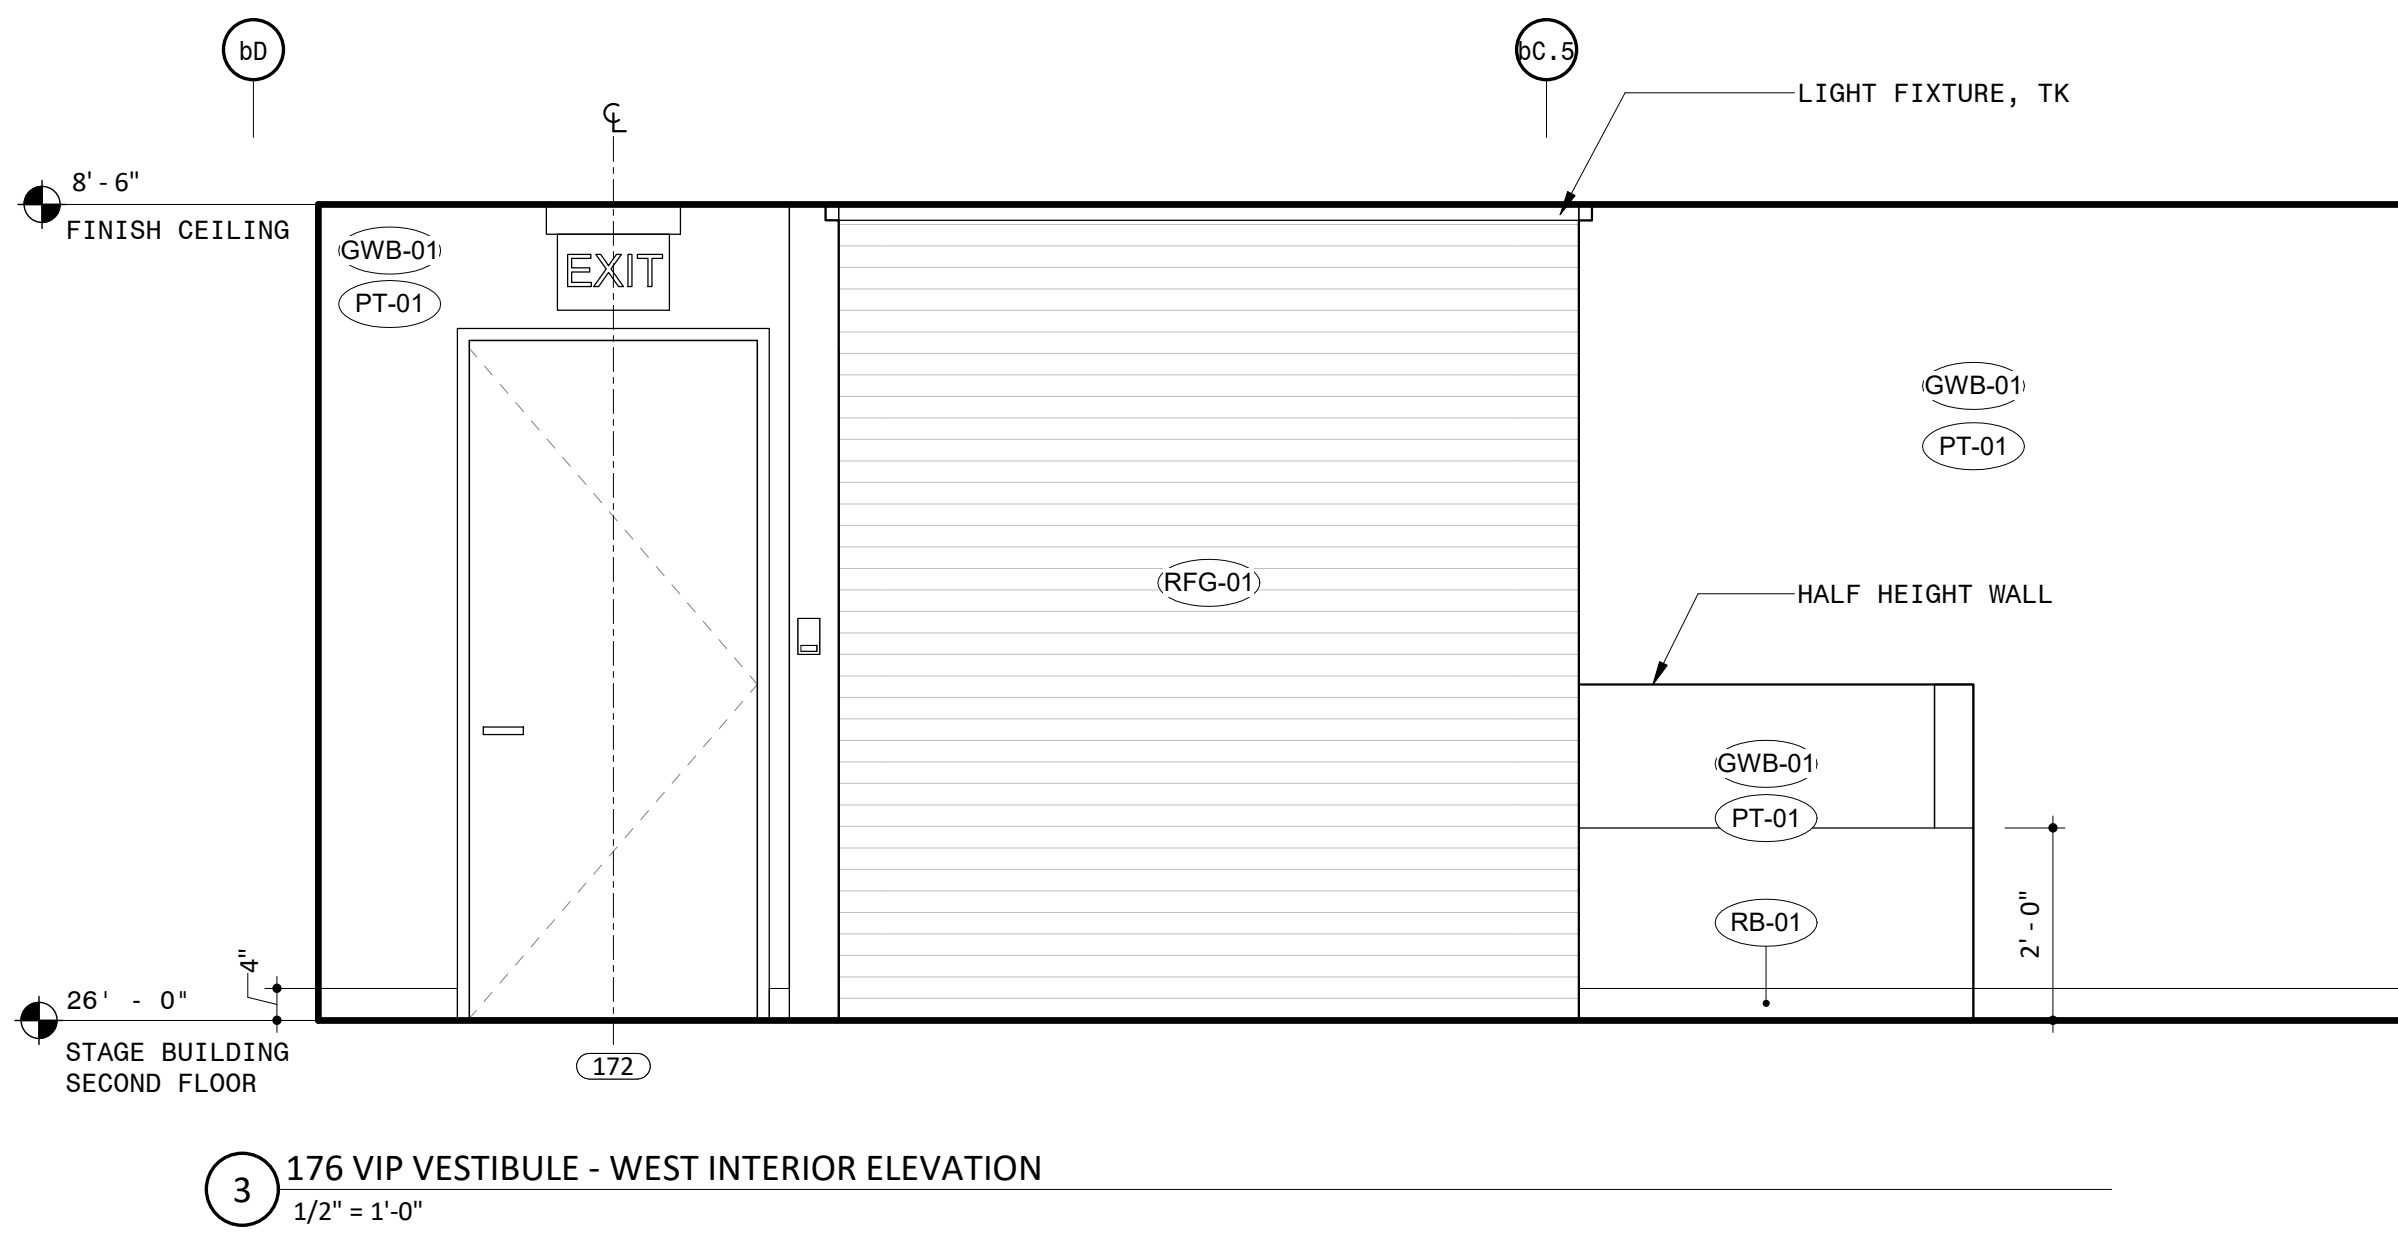 bD
bC.5
LIGHT FIXTURE, TK
℄
8' - 6"
FINISH CEILING
GWB-01
PT-01
EXIT
GWB-01
PT-01
RFG-01
HALF HEIGHT WALL
GWB-01
PT-01
RB-01
2' - 0"
4"
26' - 0"
STAGE BUILDING
SECOND FLOOR
172
3
176 VIP VESTIBULE - WEST INTERIOR ELEVATION
1/2" = 1'-0"